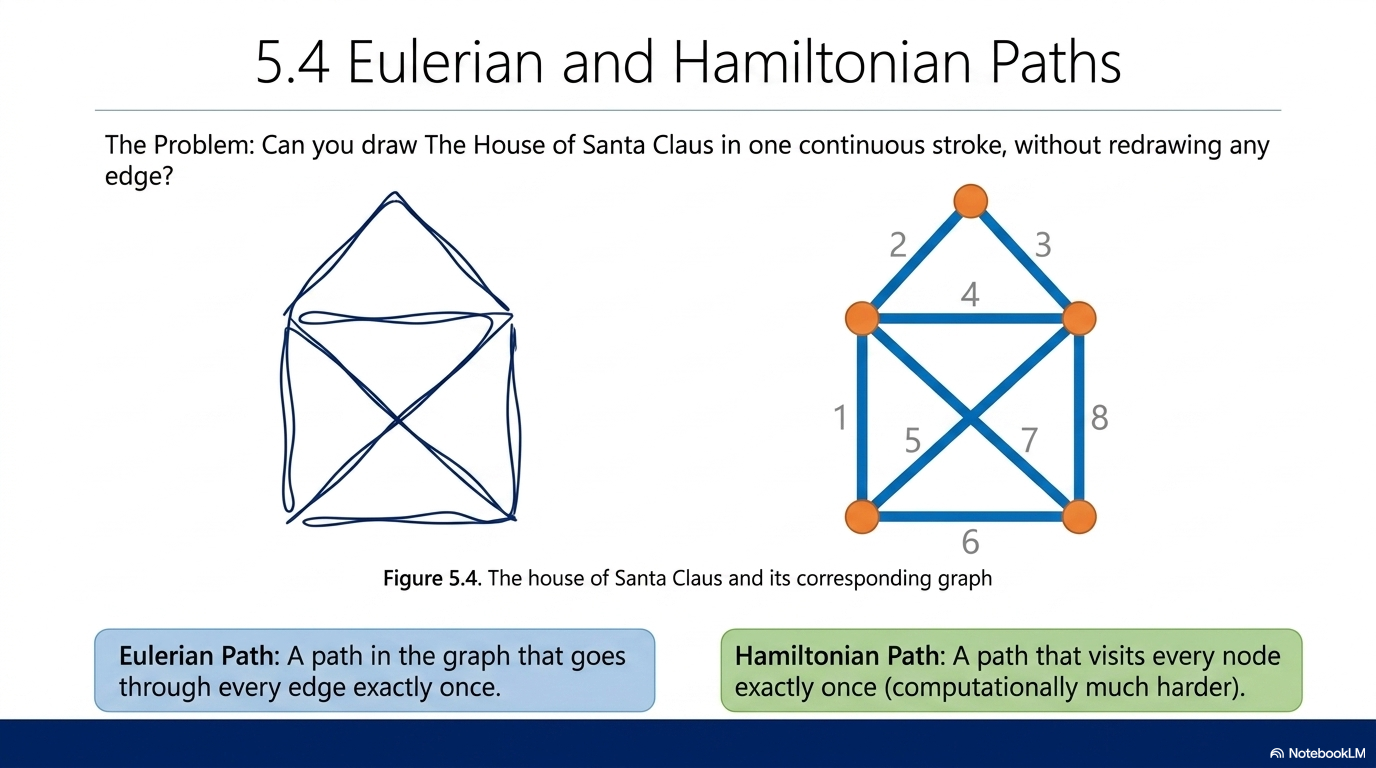 5.4 Eulerian and Hamiltonian Paths
The Problem: Can you draw The House of Santa Claus in one continuous stroke, without redrawing any
edge?
2
3
4
1
5
7
8
6
Figure 5.4. The house of Santa Claus and its corresponding graph
Eulerian Path: A path in the graph that goes
through every edge exactly once.
Hamiltonian Path: A path that visits every node
exactly once (computationally much harder).
NotebookLM